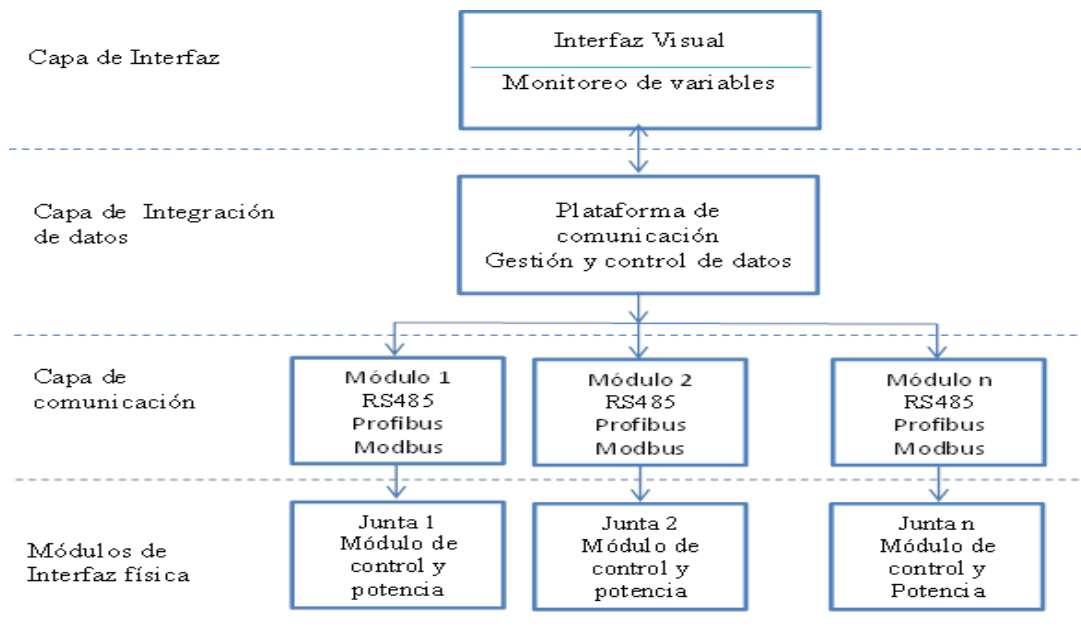 Capa de Interfaz
Interfaz Visual
Monitoreo de variables
Capa de Integración
de datos
Plataforma de
comunicación
Gestión y control de datos
Capa de
comunicación
Módulo 1
RS485
Profibus
Modbus
Módulo 2
RS485
Profibus
Modbus
Módulo n
RS485
Profibus
Modbus
Módulos de
Interfaz física
Junta 1
Módulo de
control y
potencia
Junta 2
Módulo de
control y
potencia
Junta n
Módulo de
control y
Potencia